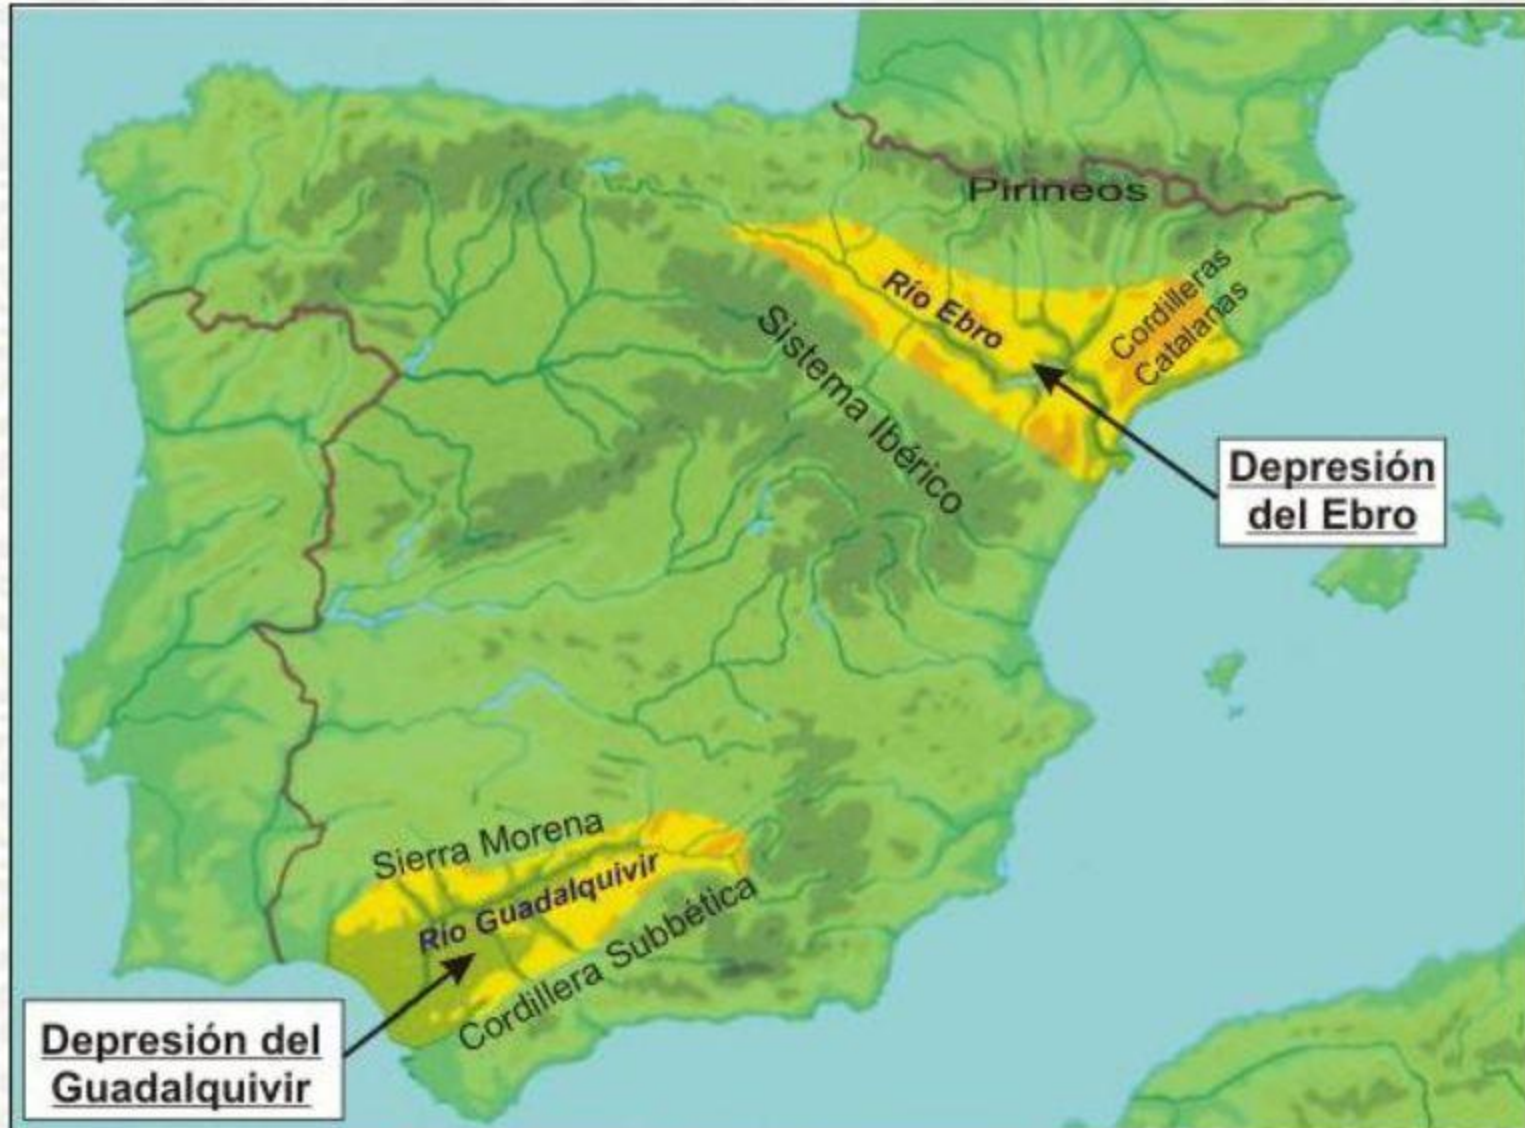 Pirineos
Río Ebro
Cordilleras
Catalanas
Sistema Ibérico
Depresión
del Ebro
Sierra Morena
Río Guadalquivir
Cordillera Subbética
Depresión del
Guadalquivir